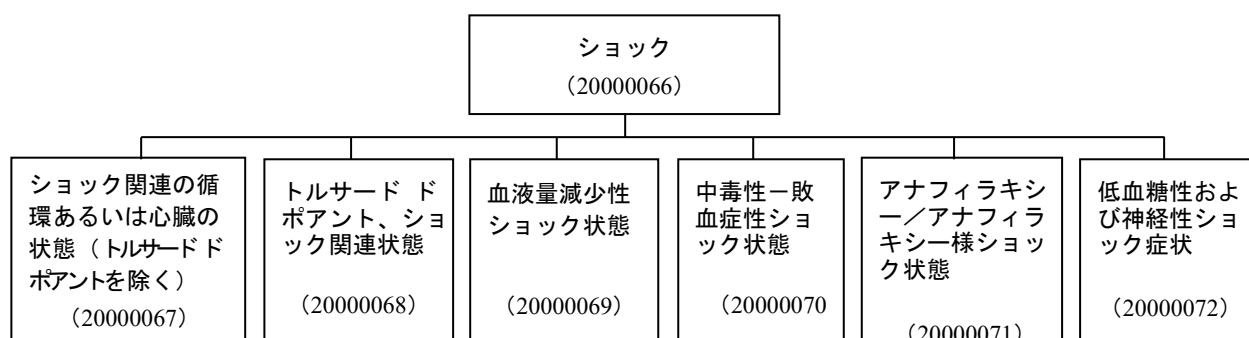 ショック
（20000066）
ショック関連の循
環あるいは心臓の
状態（トルサード ド
ポアントを除く）
（20000067）
トルサード ド
ポアント、ショ
ック関連状態
（20000068）
血液量減少性
ショック状態
（20000069）
中毒性－敗
血症性ショ
ック状態
（20000070
アナフィラキシ
ー／アナフィラ
キシー様ショッ
ク状態
（20000071）
低血糖性およ
び神経性ショ
ック症状
（20000072）